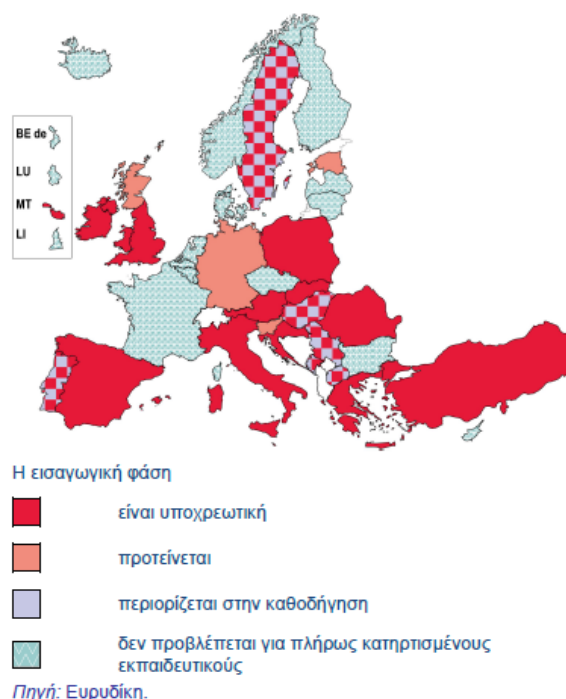 BE de
LU
MT
LI
Η εισαγωγική φάση
είναι υποχρεωτική
προτείνεται
περιορίζεται στην καθοδήγηση
δεν προβλέπεται για πλήρως κατηρτισμένους
εκπαιδευτικούς
Πηγή: Ευρυδίκη.